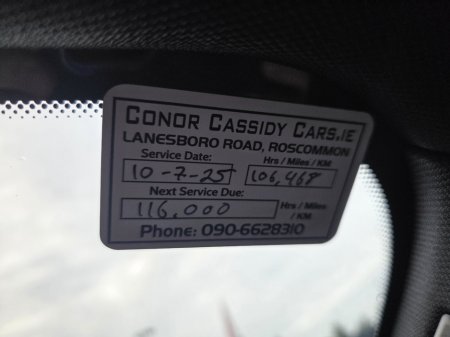 CONOR CASSIDY CARS.IE
LANESBORO ROAD, ROSCOMMON
Service Date: Hrs / Miles / KM
10-7-25 106,468
Next Service Due:
116,000 Hrs / Miles / KM
Phone: 090-6628310